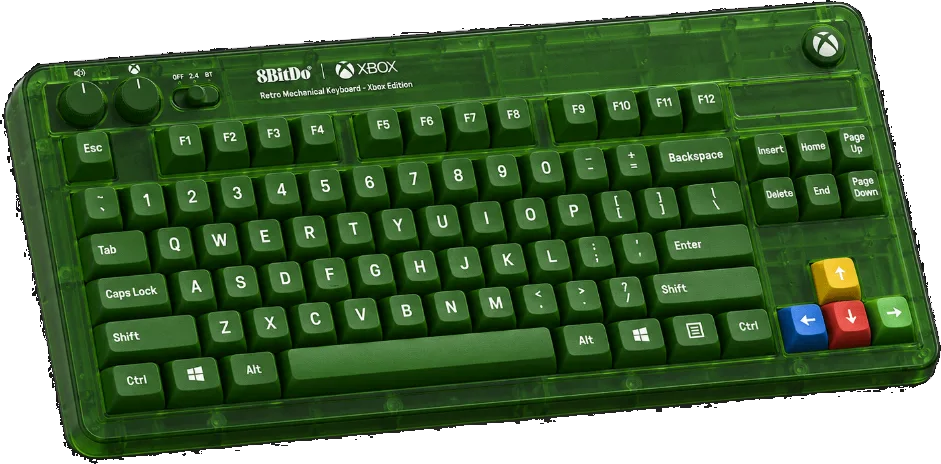 OFF 2.4 BT
8BitDo® | XBOX
Retro Mechanical Keyboard - Xbox Edition
Esc F1 F2 F3 F4 F5 F6 F7 F8 F9 F10 F11 F12
~ ` 1 2 3 4 5 6 7 8 9 0 – - + = Backspace Insert Home Page Up
Tab Q W E R T Y U I O P [ [ ] ] \ \ Delete End Page Down
Caps Lock A S D F G H J K L : ; " ' Enter
Shift Z X C V B N M < , > . ? / Shift ↑
Ctrl Alt Alt Ctrl ← ↓ →